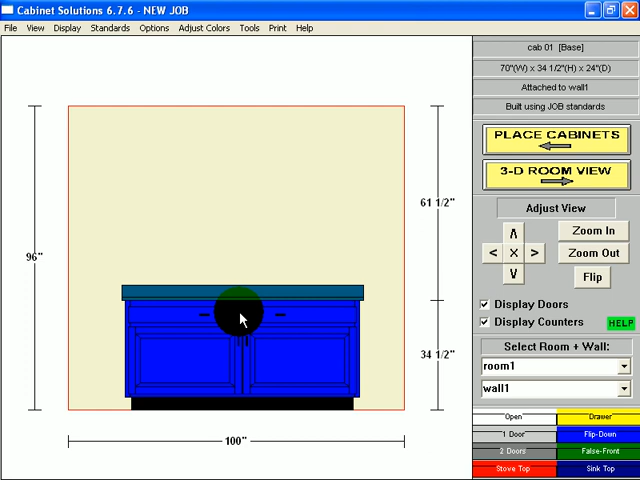 Cabinet Solutions 6.7.6 - NEW JOB
File View Display Standards Options Adjust Colors Tools Print Help
cab 01 [Base]
70"(W) x 34 1/2"(H) x 24"(D)
Attached to wall1
Built using JOB standards
PLACE CABINETS
3-D ROOM VIEW
Adjust View
Λ
< X >
V
Zoom In
Zoom Out
Flip
Display Doors
Display Counters HELP
Select Room + Wall:
room1
wall1
Open Drawer
1 Door Flip-Down
2 Doors False-Front
Stove Top Sink Top
96"
61 1/2"
34 1/2"
100"